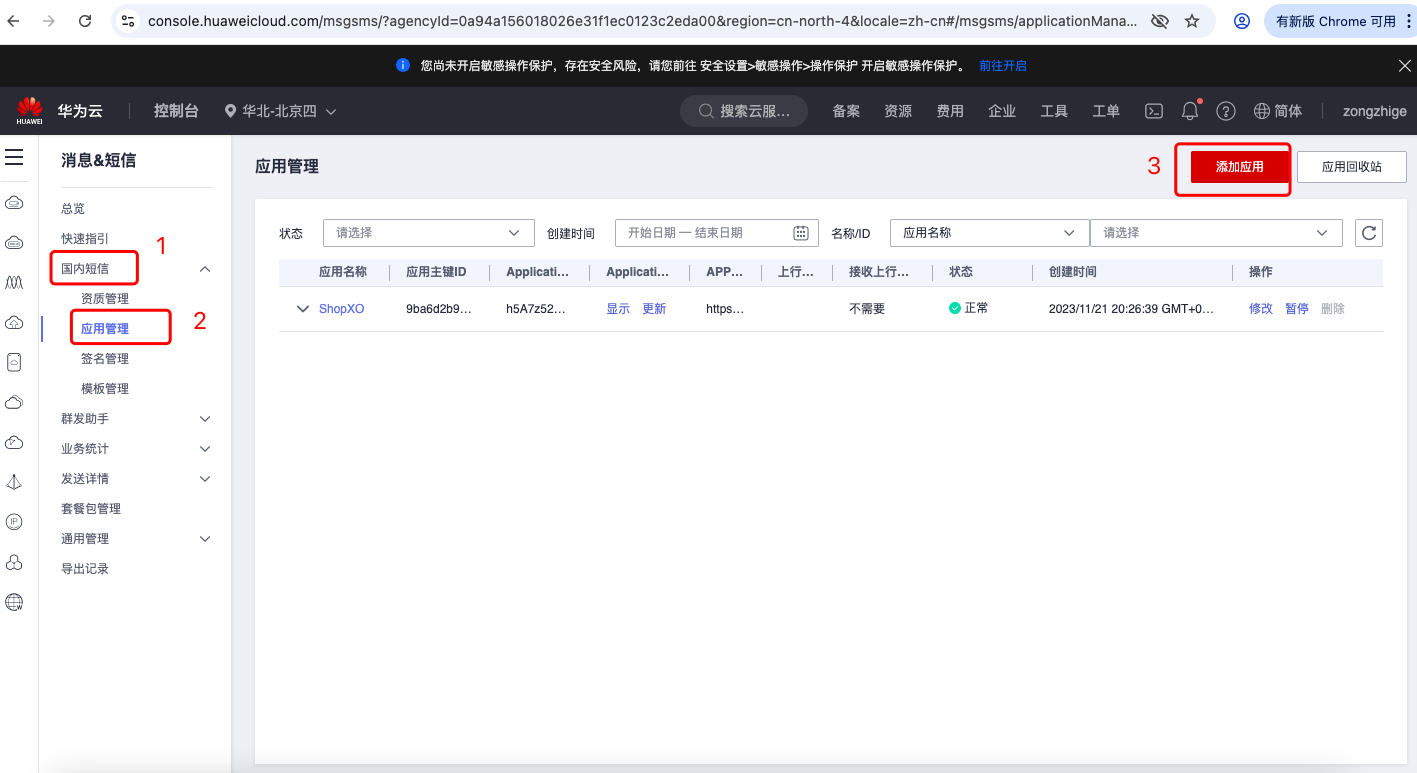 console.huaweicloud.com/msgsms/?agencyId=0a94a156018026e31f1ec0123c2eda00&region=cn-north-4&locale=zh-cn#/msgsms/applicationMana... 有新版 Chrome 可用
您尚未开启敏感操作保护，存在安全风险，请您前往 安全设置>敏感操作>操作保护 开启敏感操作保护。 前往开启
HUAWEI 华为云 控制台 华北-北京四 搜索云服... 备案 资源 费用 企业 工具 工单 简体 zongzhige
消息&短信
应用管理
3 添加应用 应用回收站
总览
快速指引
1
国内短信
资质管理
应用管理 2
签名管理
模板管理
群发助手
业务统计
发送详情
套餐包管理
通用管理
导出记录
状态 请选择 创建时间 开始日期 — 结束日期 名称/ID 应用名称 请选择
应用名称 应用主键ID Applicati... Applicati... APP... 上行... 接收上行... 状态 创建时间 操作
ShopXO 9ba6d2b9... h5A7z52... 显示 更新 https... 不需要 正常 2023/11/21 20:26:39 GMT+0... 修改 暂停 删除